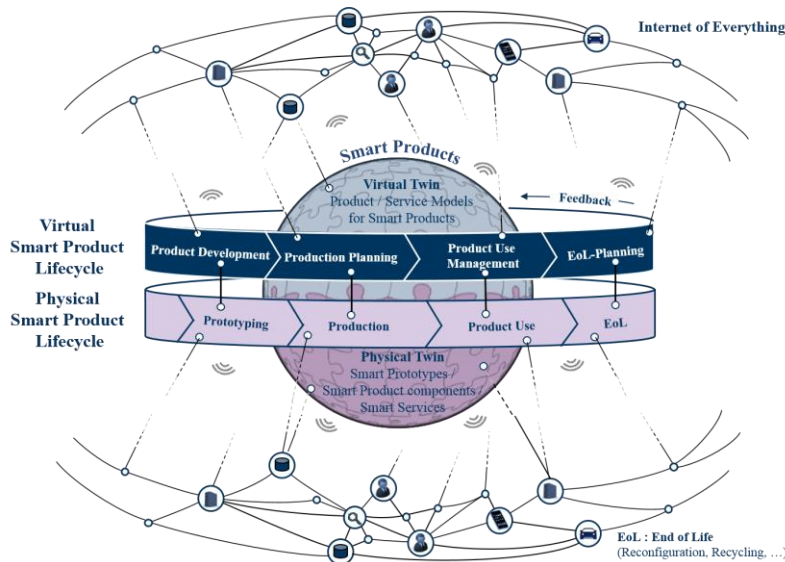 Internet of Everything
Smart Products
Virtual Twin
Product / Service Models
for Smart Products
Feedback
Virtual
Smart Product
Lifecycle
Product Development
Production Planning
Product Use
Management
EoL-Planning
Physical
Smart Product
Lifecycle
Prototyping
Production
Product Use
EoL
Physical Twin
Smart Prototypes /
Smart Product components /
Smart Services
EoL : End of Life
(Reconfiguration, Recycling, …)